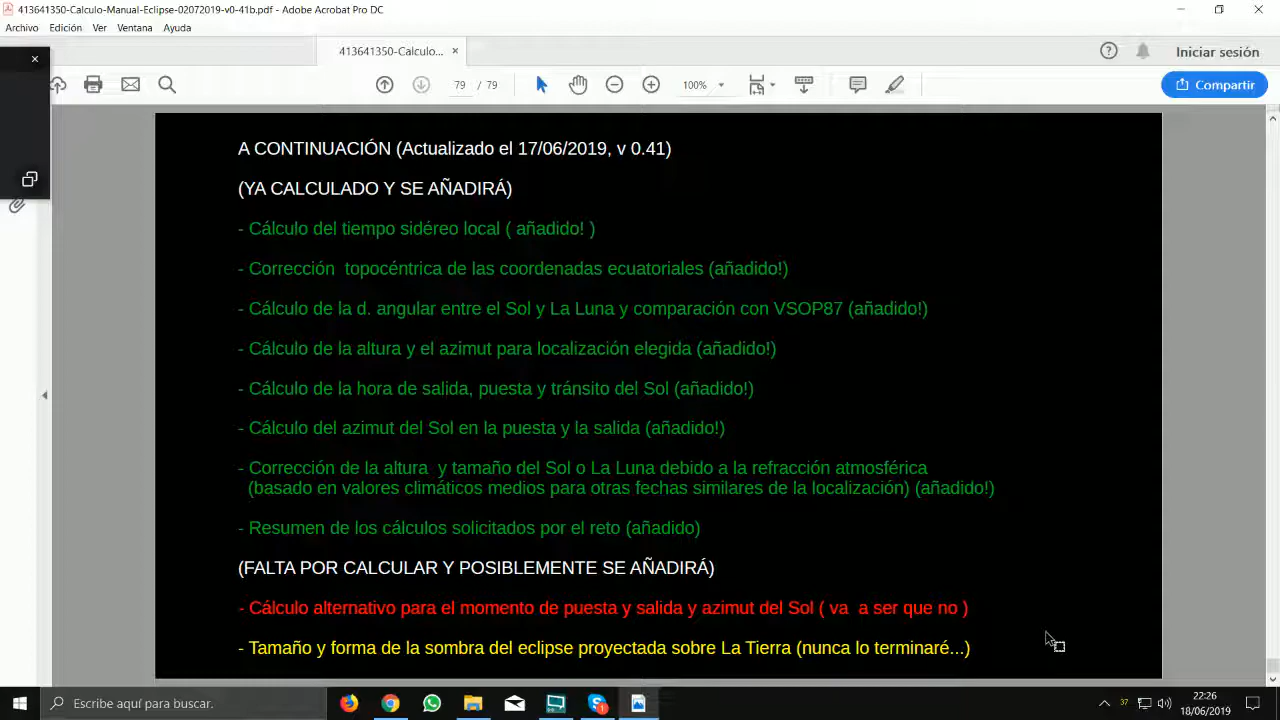 413641350-Calculo-Manual-Eclipse-02072019-v0-41b.pdf - Adobe Acrobat Pro DC
Archivo Edición Ver Ventana Ayuda
413641350-Calculo... ×
Iniciar sesión
79 / 79
100%
Compartir
A CONTINUACIÓN (Actualizado el 17/06/2019, v 0.41)
(YA CALCULADO Y SE AÑADIRÁ)
- Cálculo del tiempo sidéreo local ( añadido! )
- Corrección  topocéntrica de las coordenadas ecuatoriales (añadido!)
- Cálculo de la d. angular entre el Sol y La Luna y comparación con VSOP87 (añadido!)
- Cálculo de la altura y el azimut para localización elegida (añadido!)
- Cálculo de la hora de salida, puesta y tránsito del Sol (añadido!)
- Cálculo del azimut del Sol en la puesta y la salida (añadido!)
- Corrección de la altura  y tamaño del Sol o La Luna debido a la refracción atmosférica
(basado en valores climáticos medios para otras fechas similares de la localización) (añadido!)
- Resumen de los cálculos solicitados por el reto (añadido)
(FALTA POR CALCULAR Y POSIBLEMENTE SE AÑADIRÁ)
- Cálculo alternativo para el momento de puesta y salida y azimut del Sol ( va  a ser que no )
- Tamaño y forma de la sombra del eclipse proyectada sobre La Tierra (nunca lo terminaré...)
Escribe aquí para buscar.
37
22:26
18/06/2019